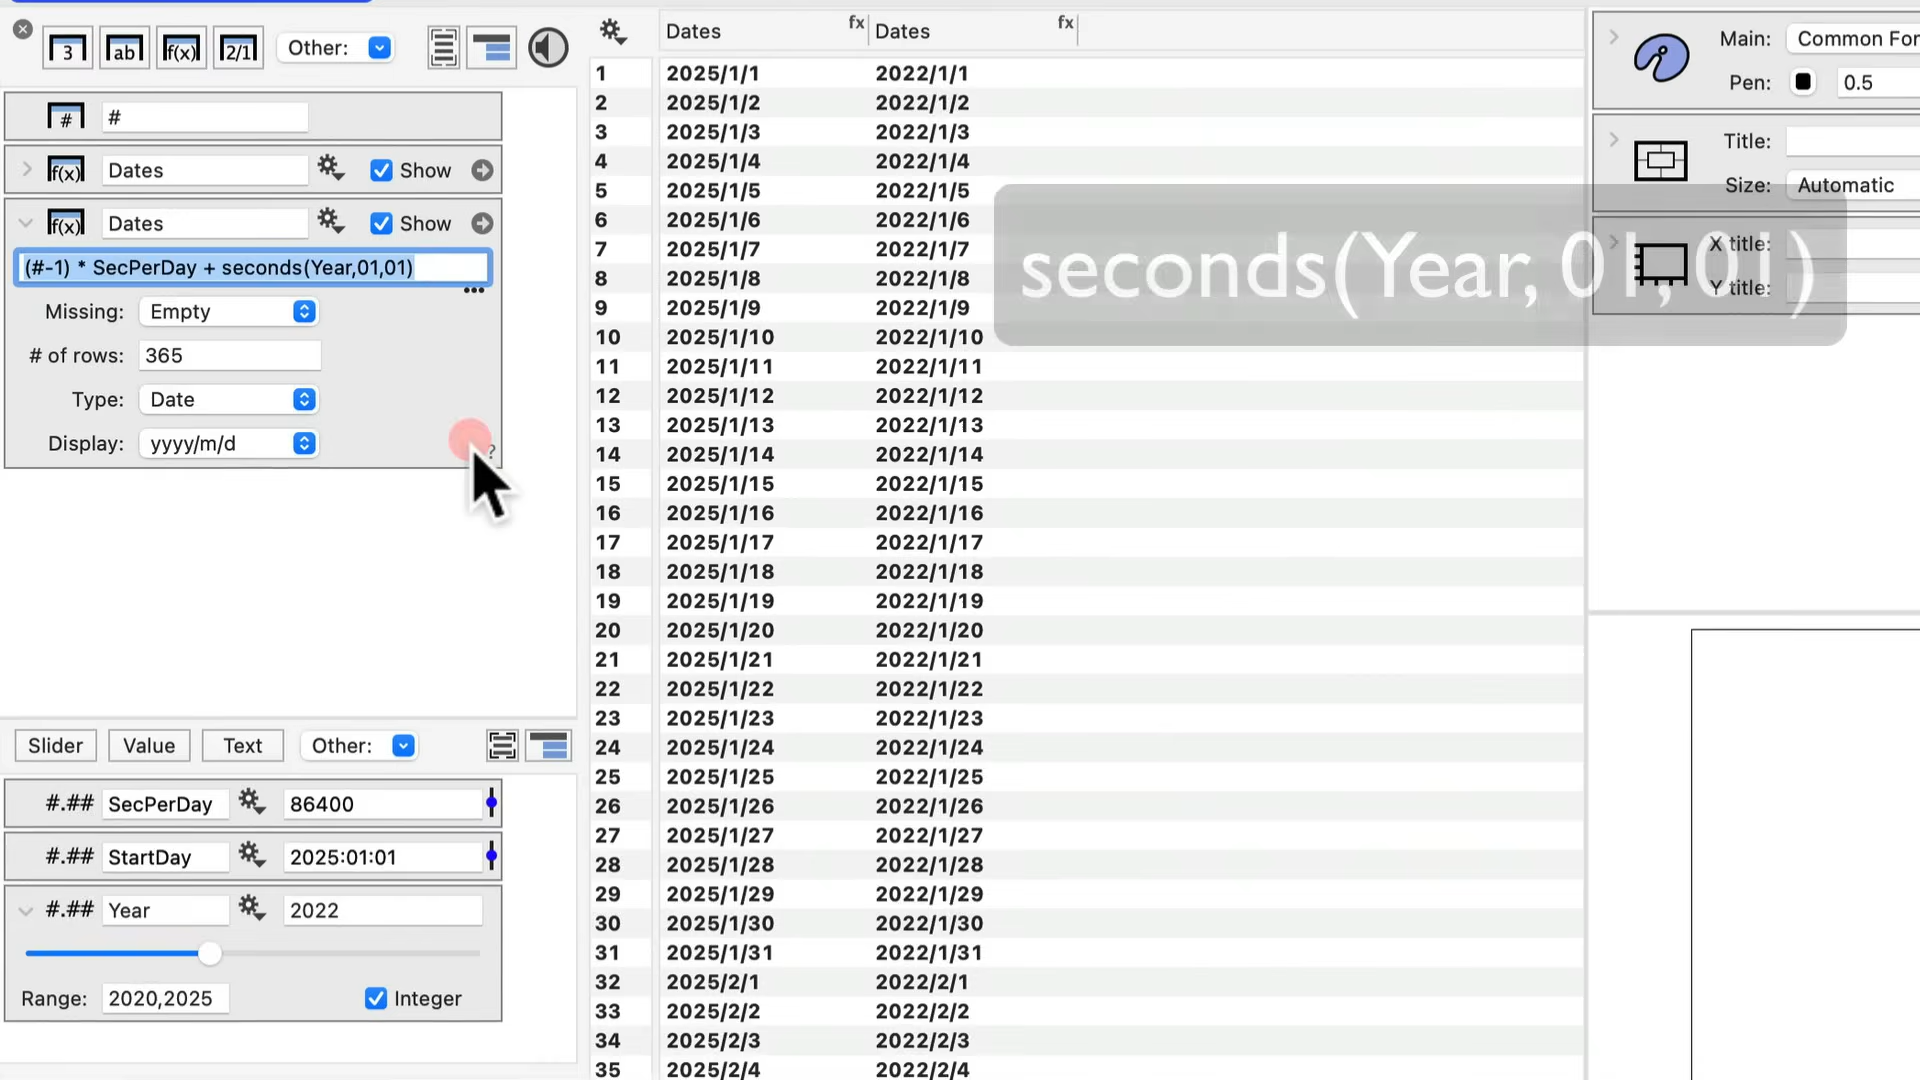 3 ab f(x) 2/1 Other:
# #
f(x) Dates Show
f(x) Dates Show
(#-1) * SecPerDay + seconds(Year,01,01)
•••
Missing: Empty
# of rows: 365
Type: Date
Display: yyyy/m/d
?
Slider Value Text Other:
#.## SecPerDay 86400
#.## StartDay 2025:01:01
#.## Year 2022
Range: 2020,2025 Integer
Dates fx Dates fx
1 2025/1/1 2022/1/1
2 2025/1/2 2022/1/2
3 2025/1/3 2022/1/3
4 2025/1/4 2022/1/4
5 2025/1/5 2022/1/5
6 2025/1/6 2022/1/6
7 2025/1/7 2022/1/7
8 2025/1/8 2022/1/8
9 2025/1/9 2022/1/9
10 2025/1/10 2022/1/10
11 2025/1/11 2022/1/11
12 2025/1/12 2022/1/12
13 2025/1/13 2022/1/13
14 2025/1/14 2022/1/14
15 2025/1/15 2022/1/15
16 2025/1/16 2022/1/16
17 2025/1/17 2022/1/17
18 2025/1/18 2022/1/18
19 2025/1/19 2022/1/19
20 2025/1/20 2022/1/20
21 2025/1/21 2022/1/21
22 2025/1/22 2022/1/22
23 2025/1/23 2022/1/23
24 2025/1/24 2022/1/24
25 2025/1/25 2022/1/25
26 2025/1/26 2022/1/26
27 2025/1/27 2022/1/27
28 2025/1/28 2022/1/28
29 2025/1/29 2022/1/29
30 2025/1/30 2022/1/30
31 2025/1/31 2022/1/31
32 2025/2/1 2022/2/1
33 2025/2/2 2022/2/2
34 2025/2/3 2022/2/3
35 2025/2/4 2022/2/4
seconds(Year, 01, 01)
Main: Common For
Pen: 0.5
Title:
Size: Automatic
X title:
Y title: